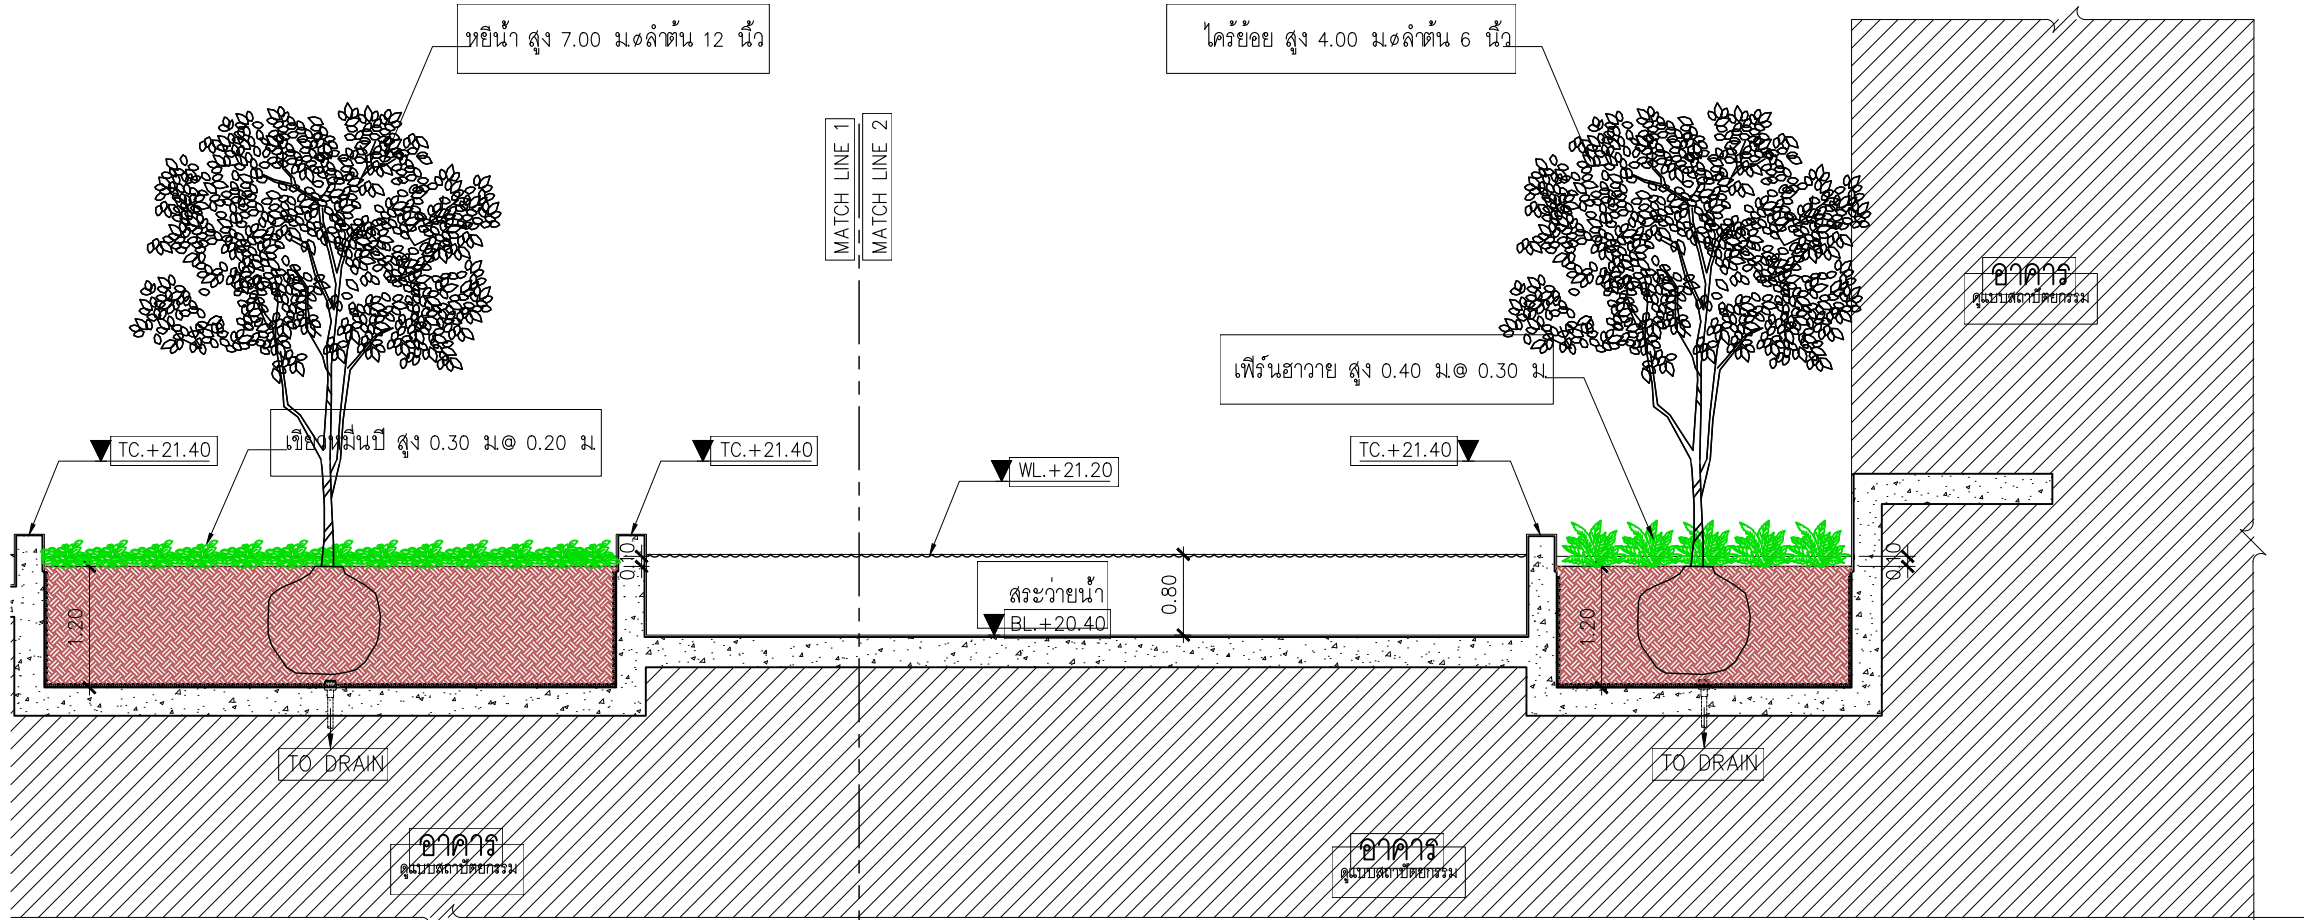 หยีน้ำ สูง 7.00 ม.øลำต้น 12 นิ้ว
ไคร้ย้อย สูง 4.00 ม.øลำต้น 6 นิ้ว
MATCH LINE 1
MATCH LINE 2
อาคาร
ดูแบบสถาปัตยกรรม
เฟิร์นฮาวาย สูง 0.40 ม.@ 0.30 ม.
เขียวหมื่นปี สูง 0.30 ม.@ 0.20 ม.
TC.+21.40
TC.+21.40
WL.+21.20
TC.+21.40
0.10
0.10
1.20
สระว่ายน้ำ
0.80
BL.+20.40
1.20
TO DRAIN
TO DRAIN
อาคาร
ดูแบบสถาปัตยกรรม
อาคาร
ดูแบบสถาปัตยกรรม